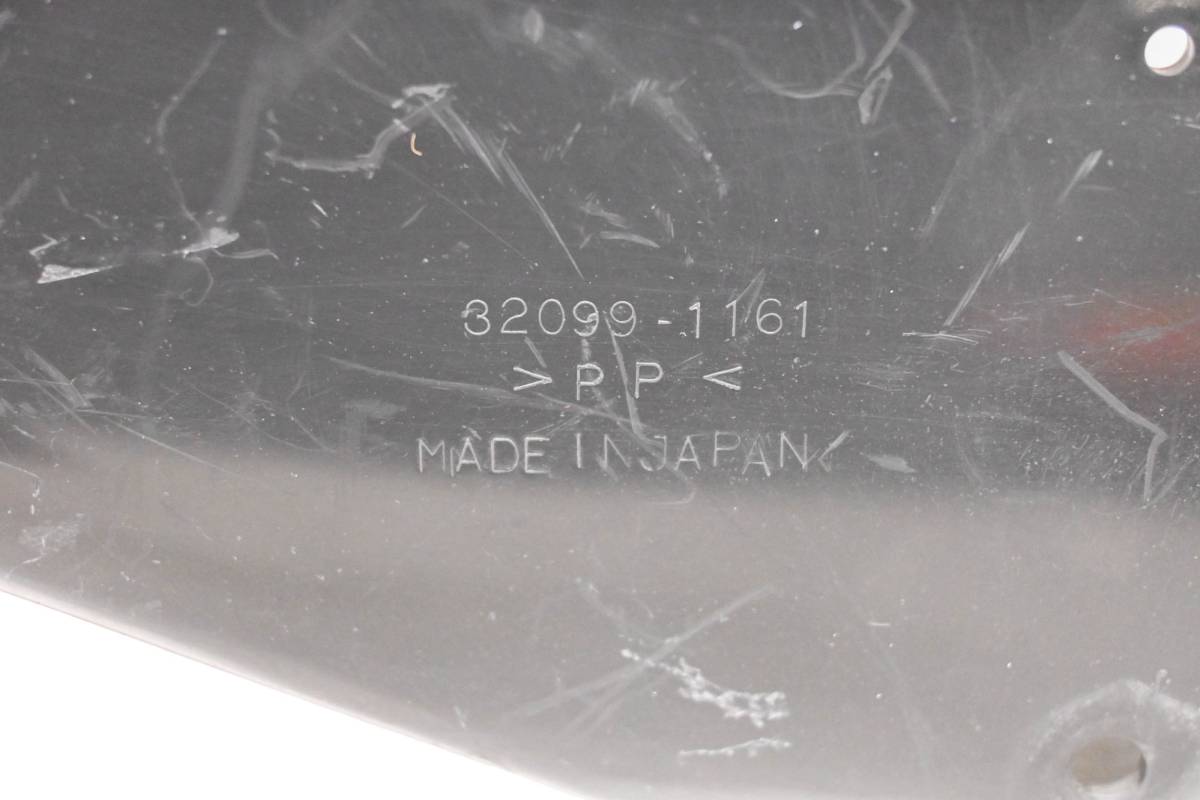 32099-1161
> PP <
MADE IN JAPAN